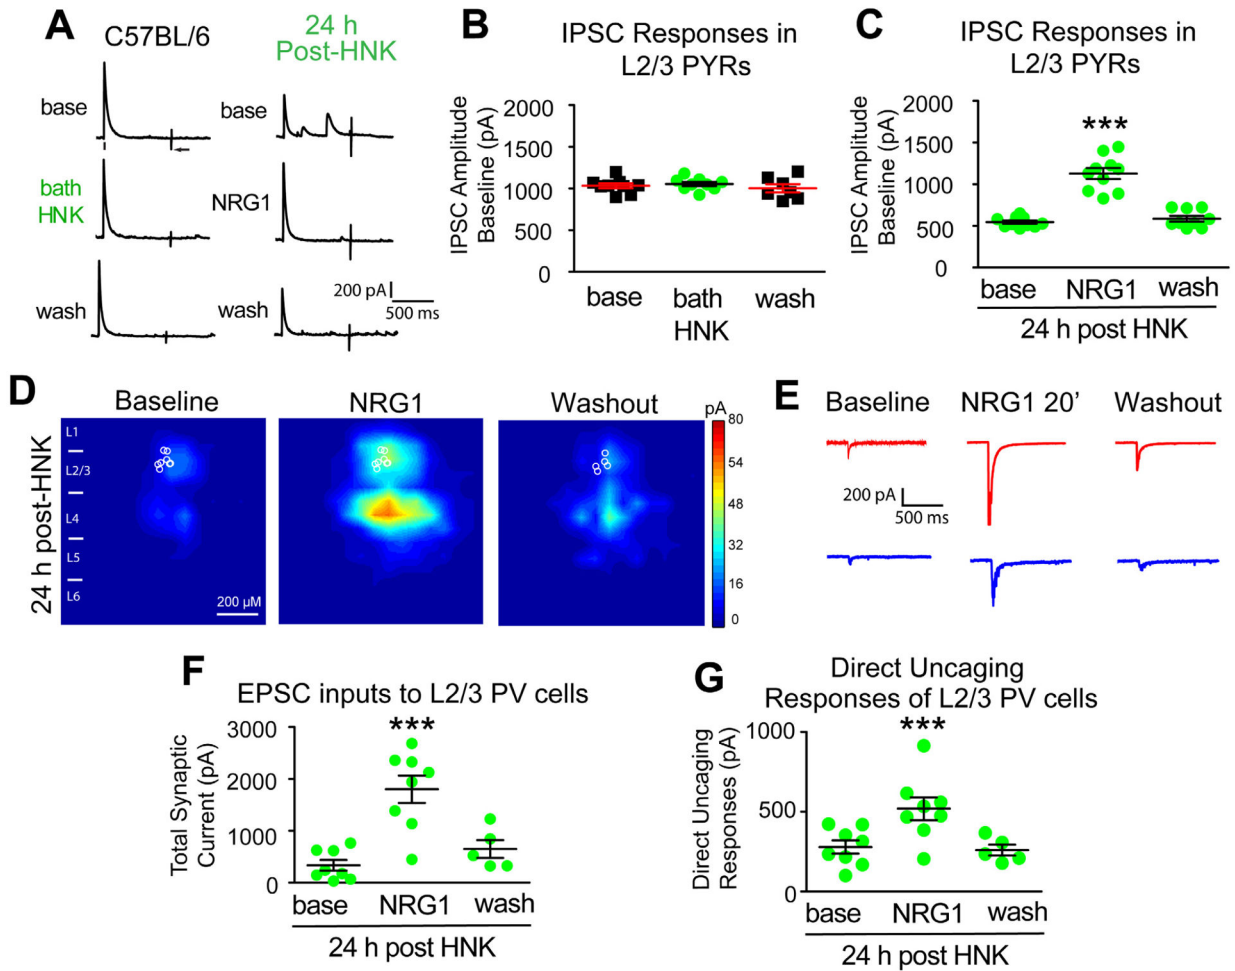 A
C57BL/6
24 h
Post-HNK
base
base
bath
HNK
NRG1
wash
wash
200 pA
500 ms
B
IPSC Responses in
L2/3 PYRs
IPSC Amplitude
Baseline (pA)
2000
1500
1000
500
0
base
bath
HNK
wash
C
IPSC Responses in
L2/3 PYRs
IPSC Amplitude
Baseline (pA)
2000
1500
1000
500
0
***
base
NRG1
wash
24 h post HNK
D
24 h post-HNK
Baseline
NRG1
Washout
L1
L2/3
L4
L5
L6
200 µM
pA
80
64
48
32
16
0
E
Baseline
NRG1 20’
Washout
200 pA
500 ms
F
EPSC inputs to L2/3 PV cells
Total Synaptic
Current (pA)
3000
2000
1000
0
***
base
NRG1
wash
24 h post HNK
G
Direct Uncaging
Responses of L2/3 PV cells
Direct Uncaging
Responses (pA)
1000
500
0
***
base
NRG1
wash
24 h post HNK